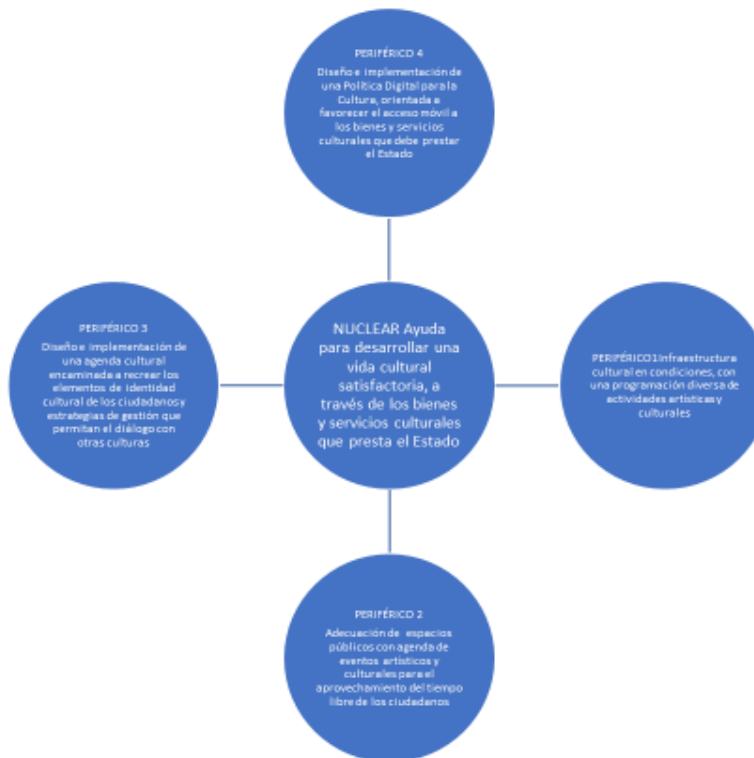 PERIFÉRICO 4
Diseño e implementación de
una Política Digital para la
Cultura, orientada a
favorecer el acceso móvil a
los bienes y servicios
culturales que debe prestar
el Estado
PERIFÉRICO 3
Diseño e implementación de
una agenda cultural
encaminada a recrear los
elementos de identidad
cultural de los ciudadanos y
estrategias de gestión que
permitan el diálogo con
otras culturas
NUCLEAR Ayuda
para desarrollar una
vida cultural
satisfactoria, a
través de los bienes
y servicios culturales
que presta el Estado
PERIFÉRICO1Infraestructura
cultural en condiciones, con
una programación diversa de
actividades artísticas y
culturales
PERIFÉRICO 2
Adecuación de espacios
públicos con agenda de
eventos artísticos y
culturales para el
aprovechamiento del tiempo
libre de los ciudadanos